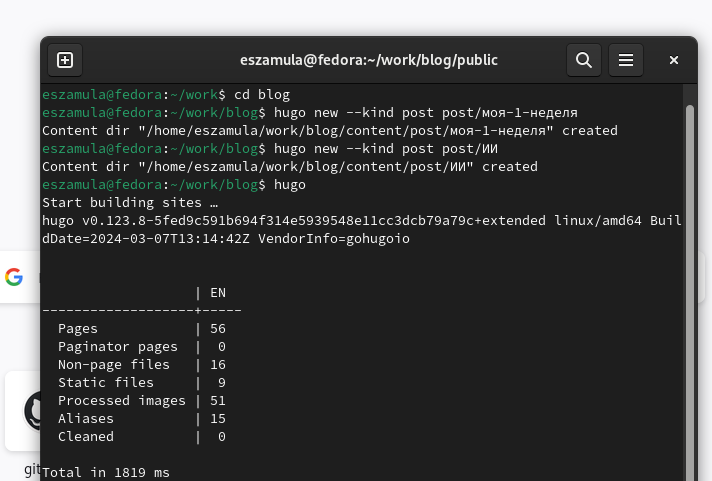 eszamula@fedora:~/work/blog/public
eszamula@fedora:~/work$ cd blog
eszamula@fedora:~/work/blog$ hugo new --kind post post/моя-1-неделя
Content dir "/home/eszamula/work/blog/content/post/моя-1-неделя" created
eszamula@fedora:~/work/blog$ hugo new --kind post post/ИИ
Content dir "/home/eszamula/work/blog/content/post/ИИ" created
eszamula@fedora:~/work/blog$ hugo
Start building sites …
hugo v0.123.8-5fed9c591b694f314e5939548e11cc3dcb79a79c+extended linux/amd64 Buil
dDate=2024-03-07T13:14:42Z VendorInfo=gohugoio
| EN
-------------------+-----
Pages | 56
Paginator pages | 0
Non-page files | 16
Static files | 9
Processed images | 51
Aliases | 15
Cleaned | 0
Total in 1819 ms
git